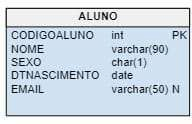 ALUNO
CODIGOALUNO int PK
NOME varchar(90)
SEXO char(1)
DTNASCIMENTO date
EMAIL varchar(50) N